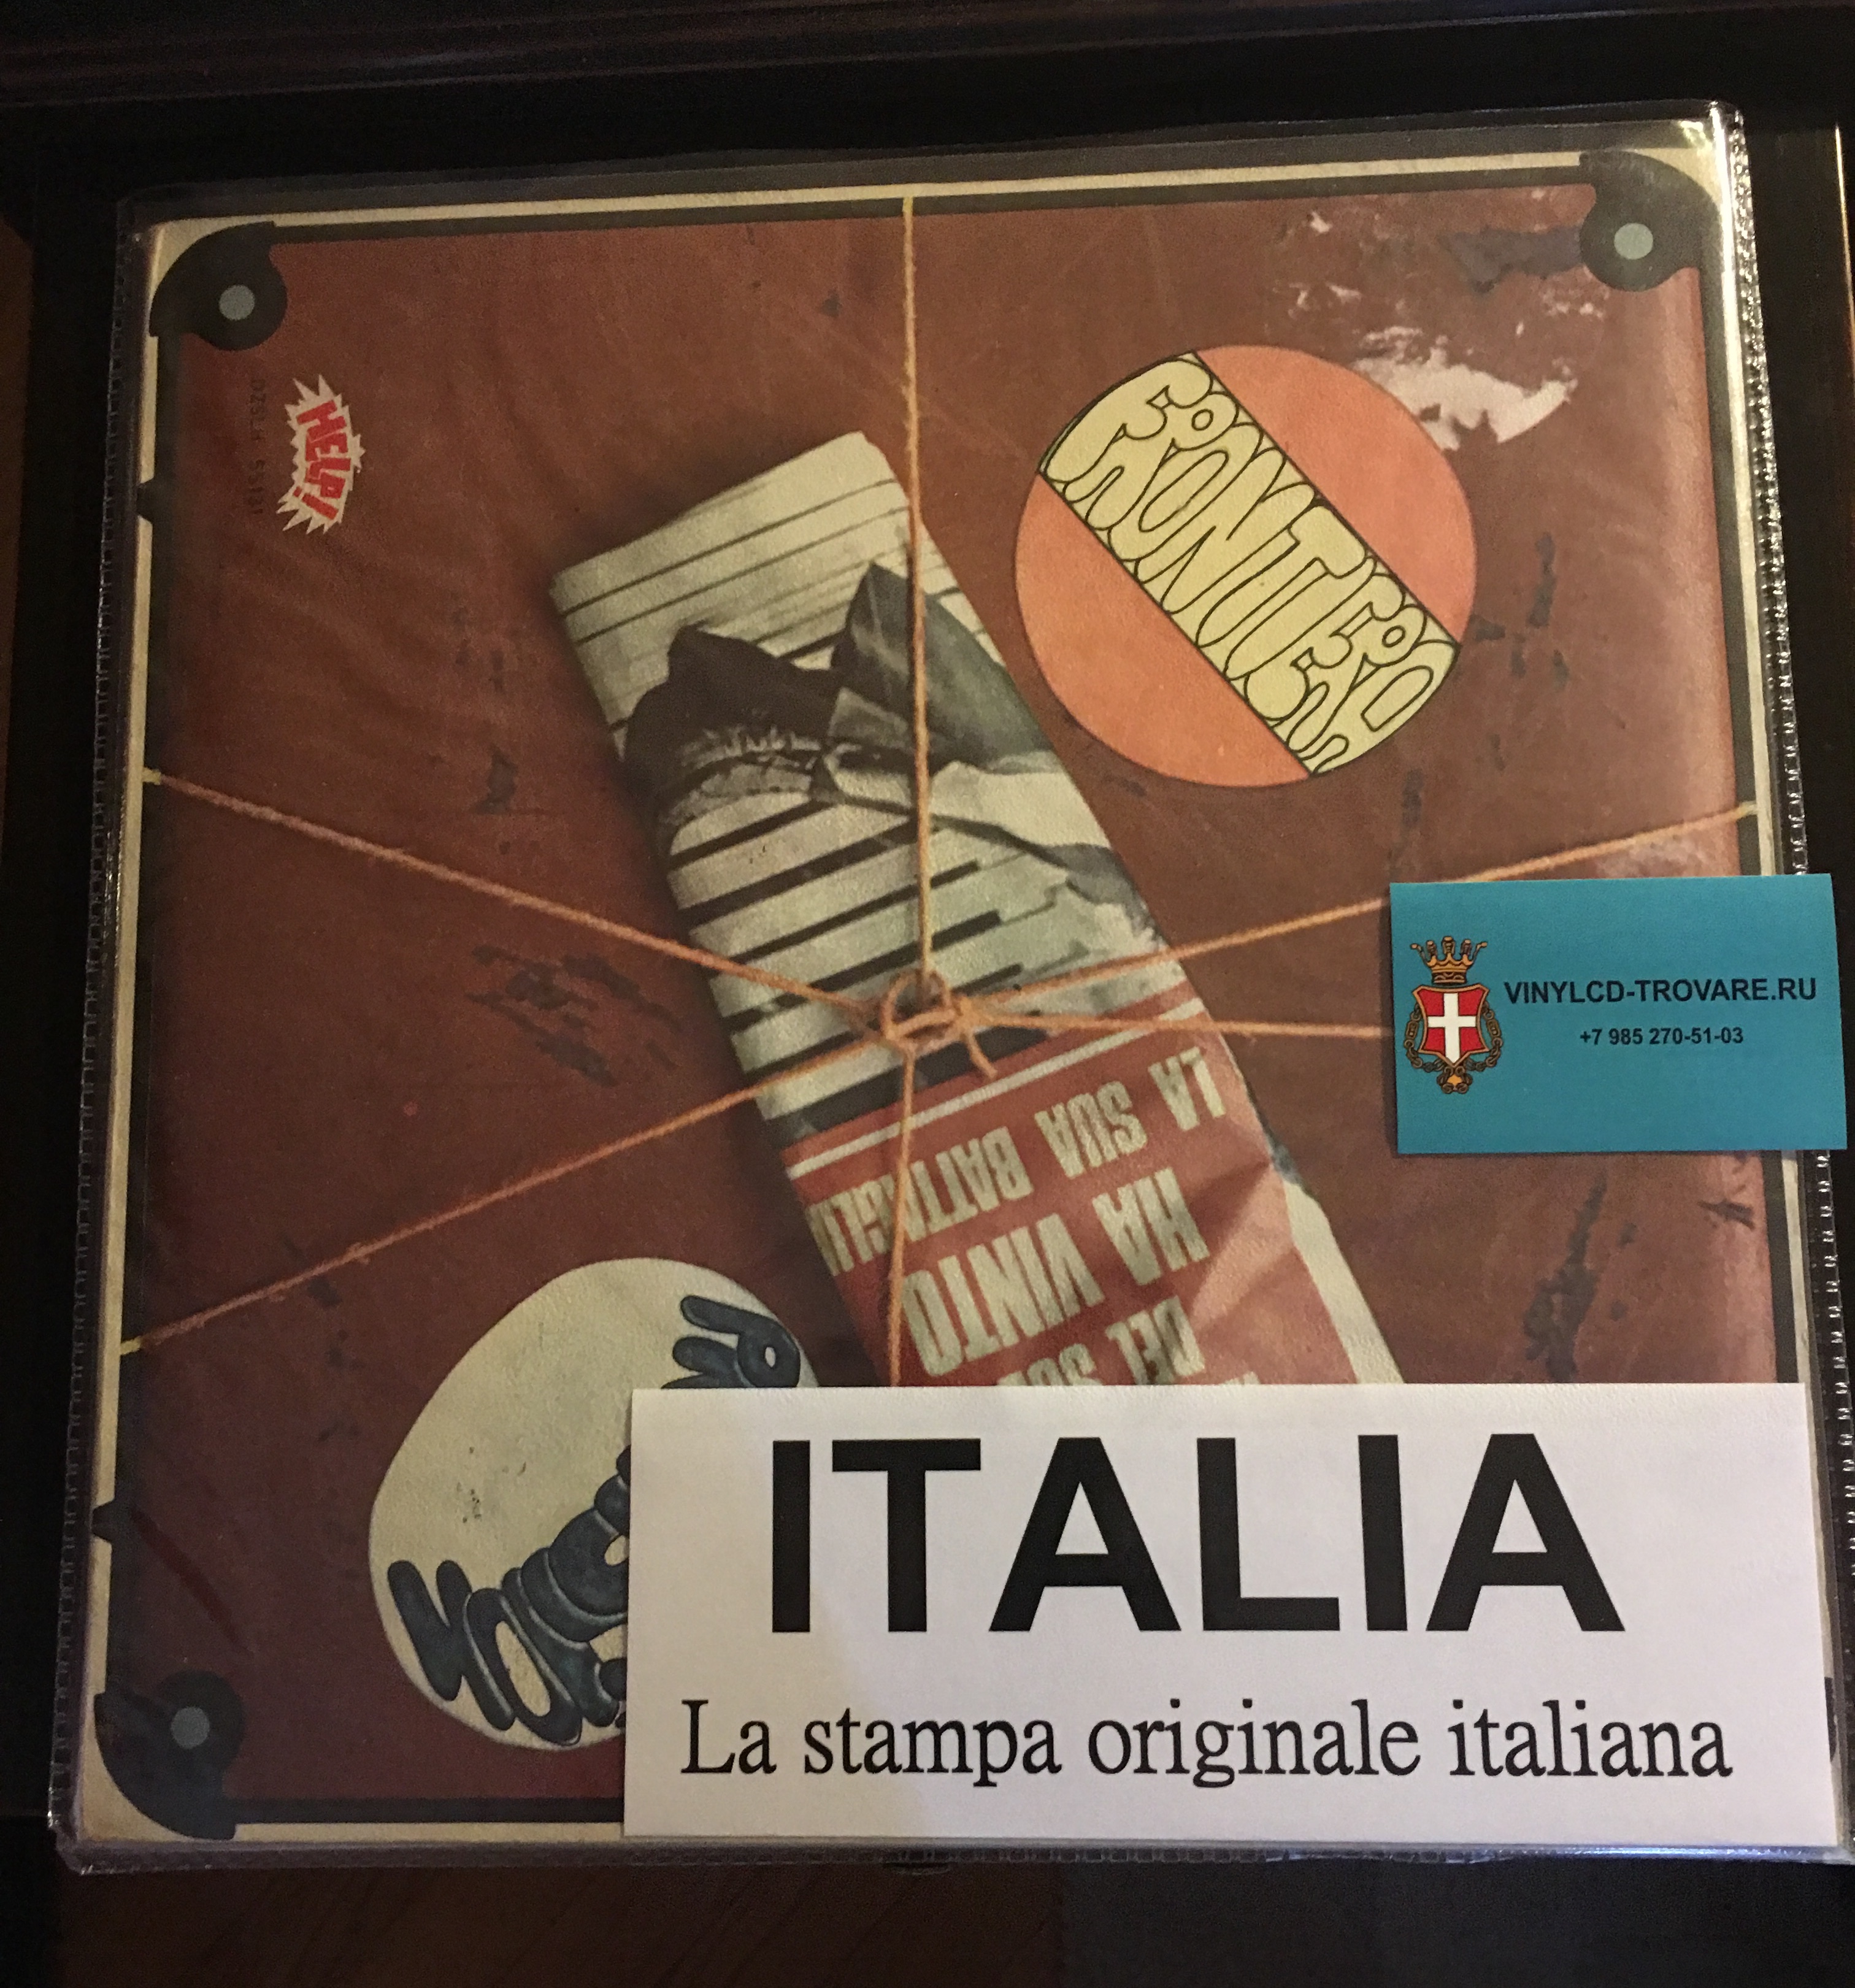 HELP!
FRONTIERA
LA SUA BATTAGLIA
HA VINTO
DEL
VINYLCD-TROVARE.RU
+7 985 270-51-03
ITALIA
La stampa originale italiana